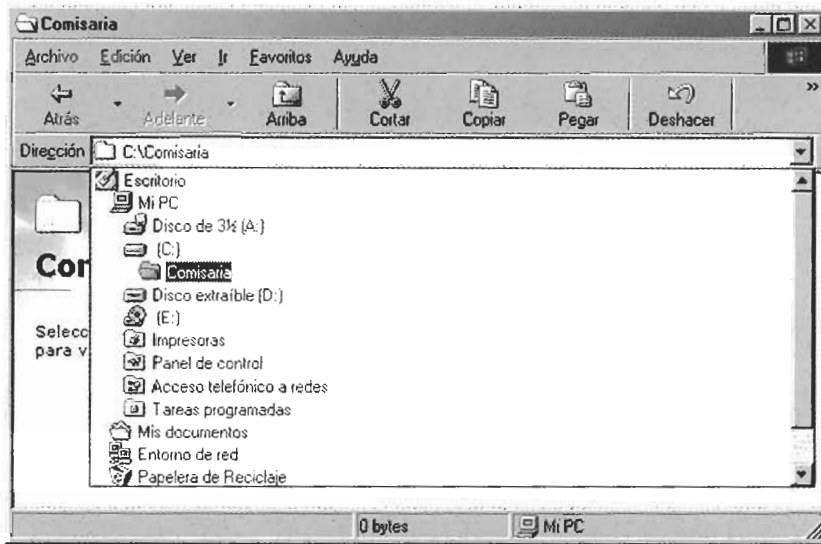 Comisaria
Archivo Edición Ver Ir Favoritos Ayuda
Atrás Adelante Arriba Cortar Copiar Pegar Deshacer »
Dirección C:\Comisaria
Escritorio
Mi PC
Disco de 3½ (A:)
(C:)
Comisaria
Disco extraíble (D:)
(E:)
Impresoras
Panel de control
Acceso telefónico a redes
Tareas programadas
Mis documentos
Entorno de red
Papelera de Reciclaje
Con
Selecc
para v
0 bytes Mi PC